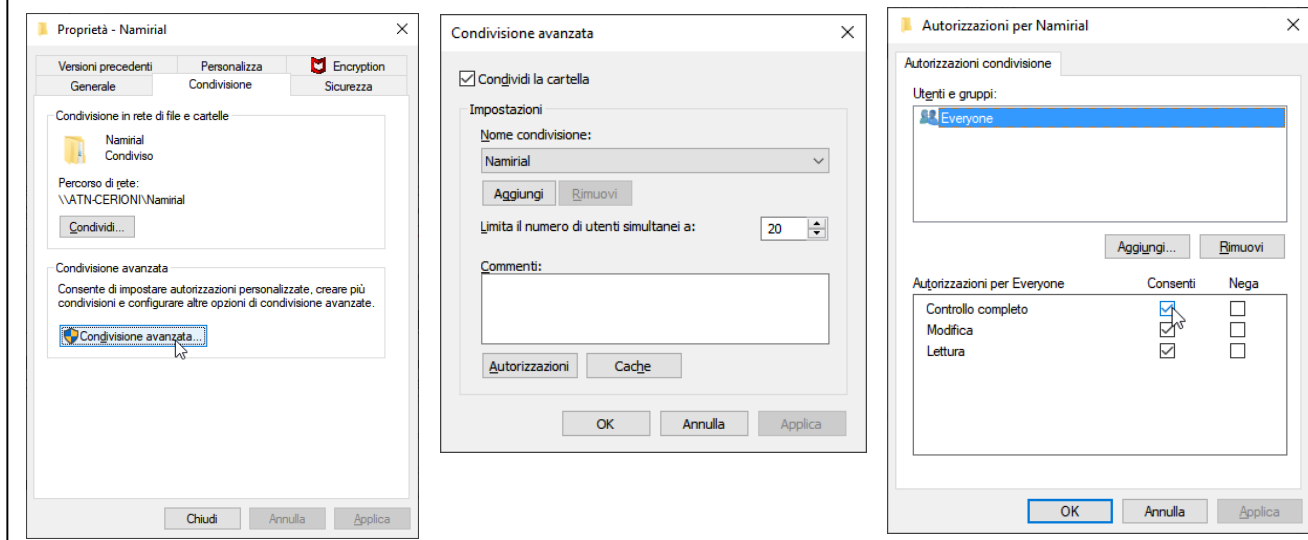 Proprietà - Namirial
Versioni precedenti Personalizza Encryption
Generale Condivisione Sicurezza
Condivisione in rete di file e cartelle
Namirial
Condiviso
Percorso di rete:
\\ATN-CERIONI\Namirial
Condividi...
Condivisione avanzata
Consente di impostare autorizzazioni personalizzate, creare più
condivisioni e configurare altre opzioni di condivisione avanzate.
Condivisione avanzata...
Chiudi Annulla Applica
Condivisione avanzata
Condividi la cartella
Impostazioni
Nome condivisione:
Namirial
Aggiungi Rimuovi
Limita il numero di utenti simultanei a: 20
Commenti:
Autorizzazioni Cache
OK Annulla Applica
Autorizzazioni per Namirial
Autorizzazioni condivisione
Utenti e gruppi:
Everyone
Aggiungi... Rimuovi
Autorizzazioni per Everyone Consenti Nega
Controllo completo
Modifica
Lettura
OK Annulla Applica